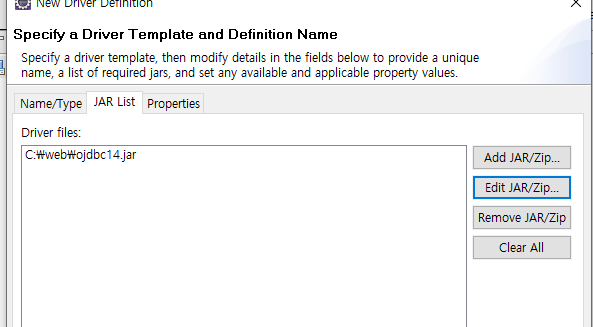 New Driver Definition
Specify a Driver Template and Definition Name
Specify a driver template, then modify details in the fields below to provide a unique
name, a list of required jars, and set any available and applicable property values.
Name/Type JAR List Properties
Driver files:
C:₩web₩ojdbc14.jar
Add JAR/Zip...
Edit JAR/Zip...
Remove JAR/Zip
Clear All